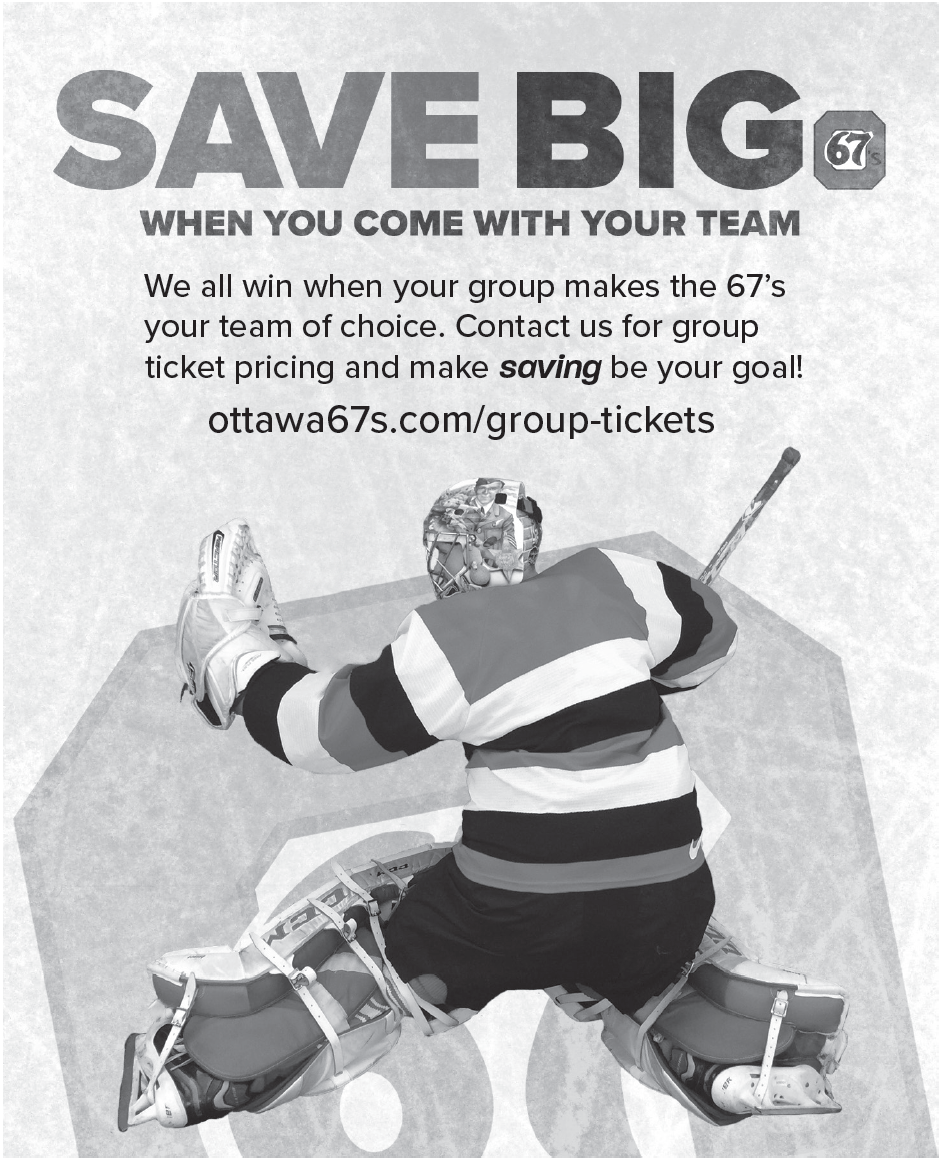 SAVE BIG
67's
WHEN YOU COME WITH YOUR TEAM
We all win when your group makes the 67’s
your team of choice. Contact us for group
ticket pricing and make saving be your goal!
ottawa67s.com/group-tickets
CCM